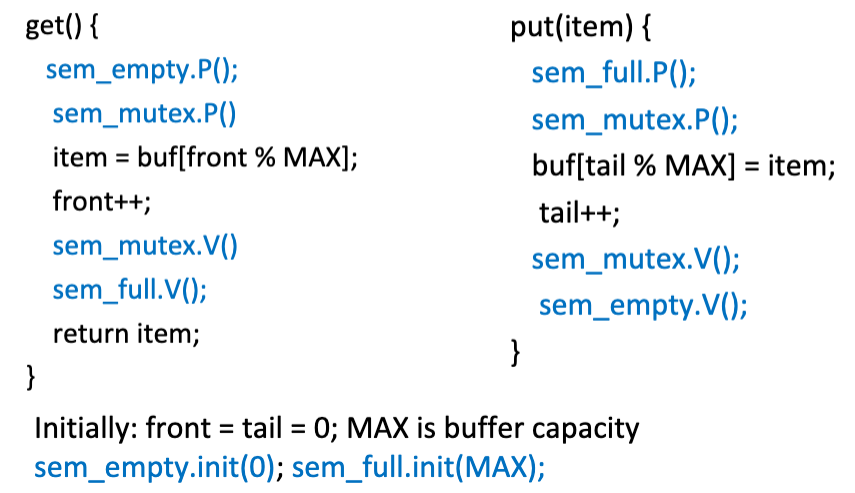 get() {
sem_empty.P();
sem_mutex.P()
item = buf[front % MAX];
front++;
sem_mutex.V()
sem_full.V();
return item;
}
put(item) {
sem_full.P();
sem_mutex.P();
buf[tail % MAX] = item;
tail++;
sem_mutex.V();
sem_empty.V();
}
Initially: front = tail = 0; MAX is buffer capacity
sem_empty.init(0); sem_full.init(MAX);